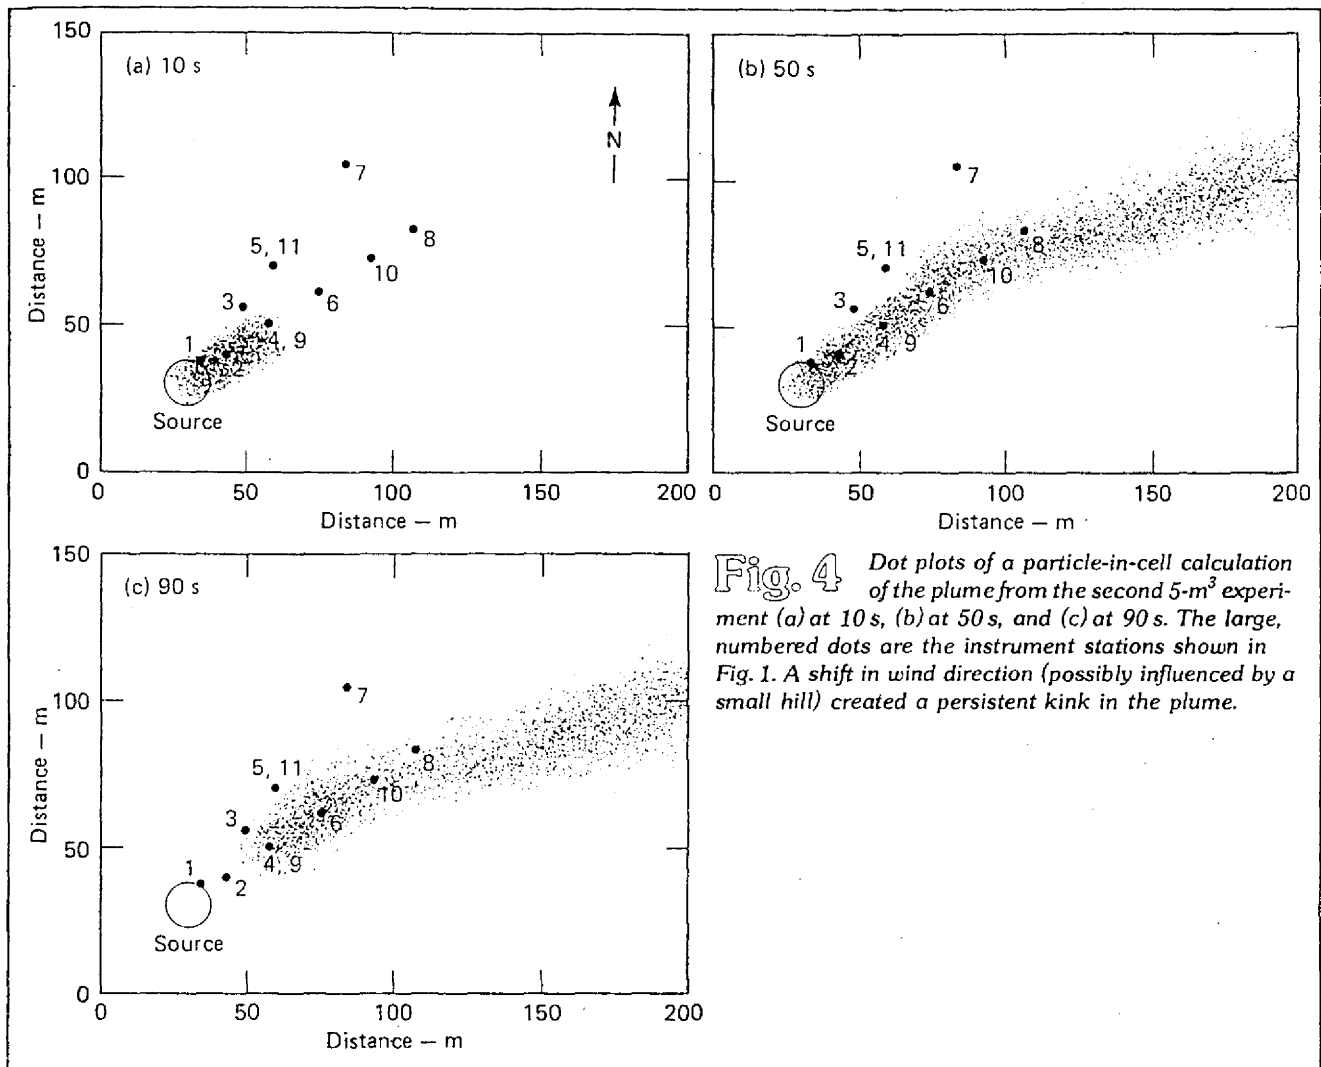 150
(a) 10 s
N
7
100
Distance — m
8
5, 11
10
3
6
50
4, 9
1
2
Source
0
0
50
100
150
200
Distance — m
(b) 50 s
7
5, 11
8
10
3
6
4, 9
1
2
Source
0
50
100
150
200
Distance — m
150
(c) 90 s
7
100
Distance — m
5, 11
8
10
3
6
50
4, 9
1
2
Source
0
0
50
100
150
200
Distance — m
Fig. 4 Dot plots of a particle-in-cell calculation
of the plume from the second 5-m³ experi-
ment (a) at 10 s, (b) at 50 s, and (c) at 90 s. The large,
numbered dots are the instrument stations shown in
Fig. 1. A shift in wind direction (possibly influenced by a
small hill) created a persistent kink in the plume.